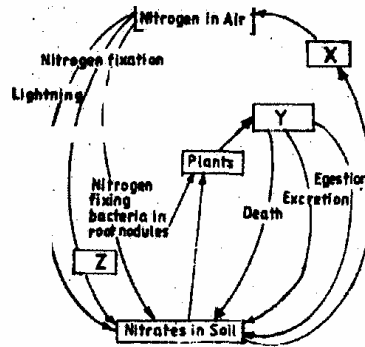 Nitrogen in Air
Nitrogen fixation
X
Lightning
Y
Plants
Egestion
Nitrogen
fixing
bacteria in
root nodules
Excretion
Death
Z
Nitrates in Soil